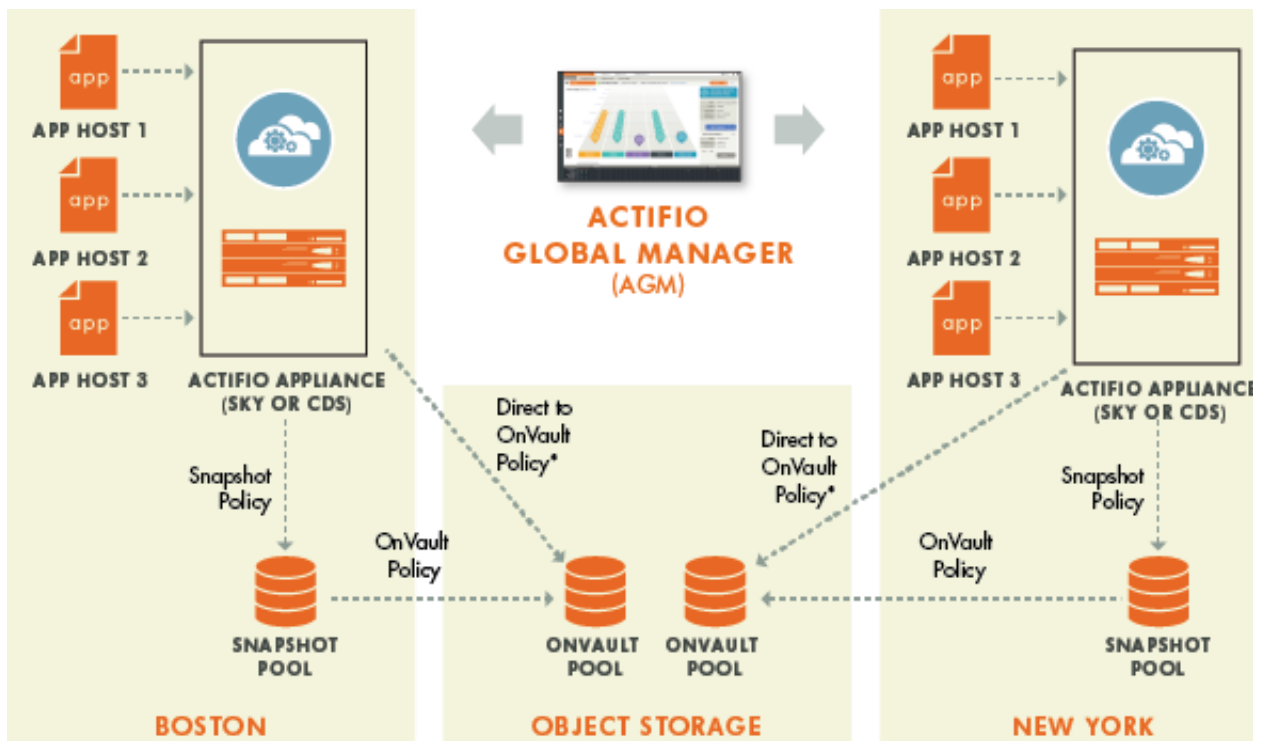 app
APP HOST 1
app
APP HOST 2
app
APP HOST 3
ACTIFIO APPLIANCE
(SKY OR CDS)
Snapshot
Policy
SNAPSHOT
POOL
BOSTON
ACTIFIO
GLOBAL MANAGER
(AGM)
Direct to
OnVault
Policy*
Direct to
OnVault
Policy*
OnVault
Policy
ONVAULT
POOL
ONVAULT
POOL
OBJECT STORAGE
app
APP HOST 1
app
APP HOST 2
app
APP HOST 3
ACTIFIO APPLIANCE
(SKY OR CDS)
Snapshot
Policy
OnVault
Policy
SNAPSHOT
POOL
NEW YORK